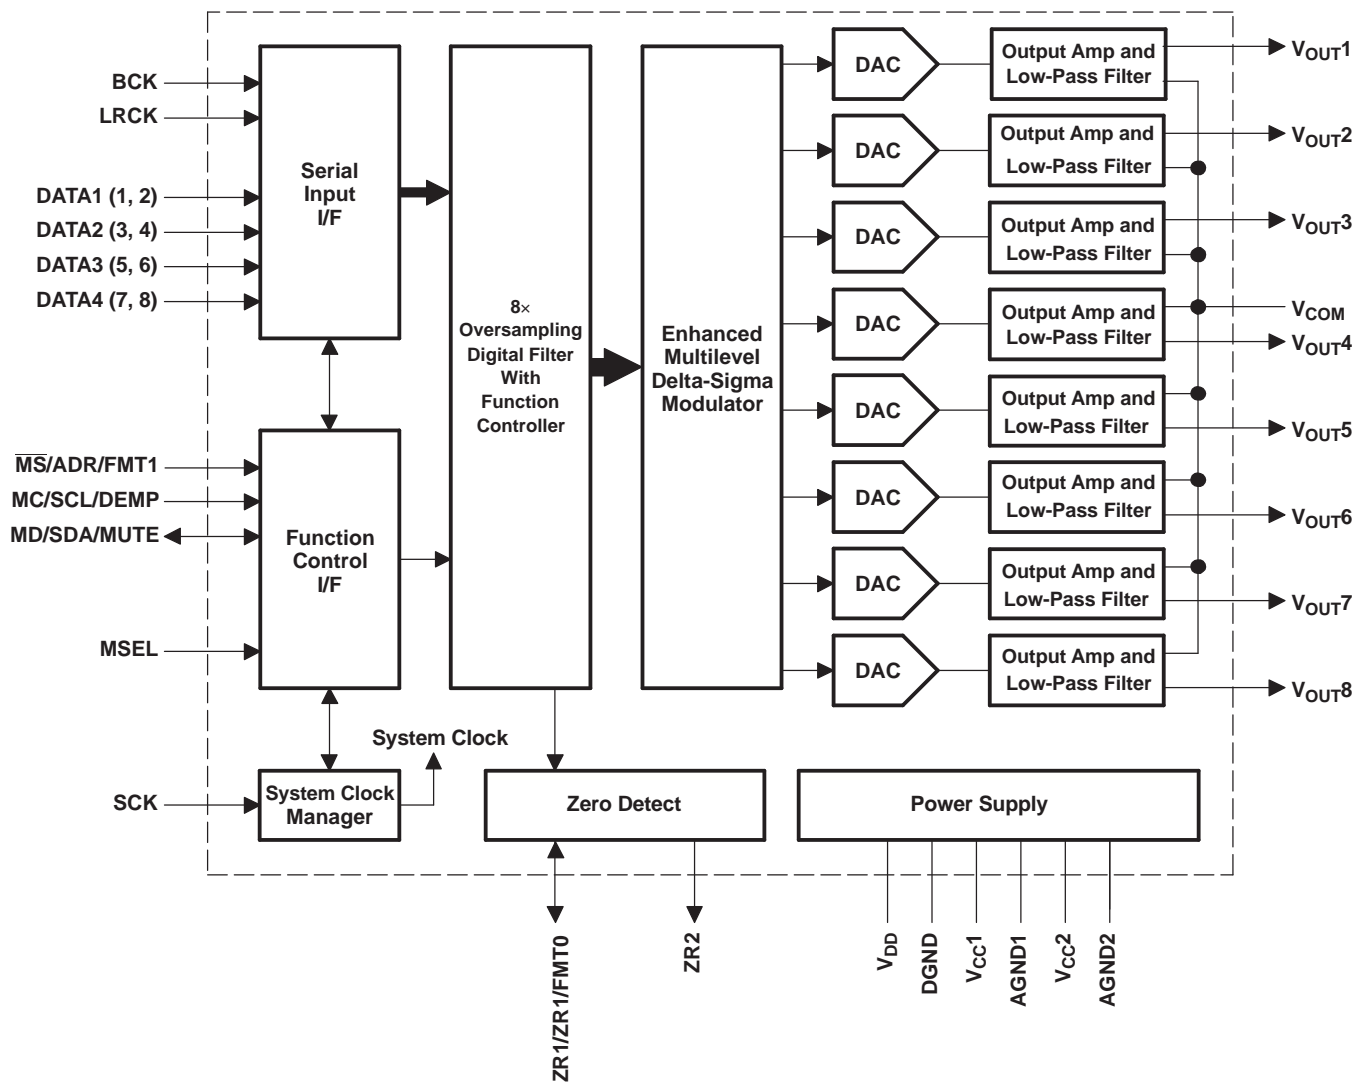 BCK
LRCK
DATA1 (1, 2)
DATA2 (3, 4)
DATA3 (5, 6)
DATA4 (7, 8)
M̅S̅/ADR/FMT1
MC/SCL/DEMP
MD/SDA/MUTE
MSEL
SCK
Serial
Input
I/F
Function
Control
I/F
System Clock
Manager
System Clock
8×
Oversampling
Digital Filter
With
Function
Controller
Enhanced
Multilevel
Delta-Sigma
Modulator
DAC
Output Amp and
Low-Pass Filter
VOUT1
DAC
Output Amp and
Low-Pass Filter
VOUT2
DAC
Output Amp and
Low-Pass Filter
VOUT3
DAC
Output Amp and
Low-Pass Filter
VCOM
VOUT4
DAC
Output Amp and
Low-Pass Filter
VOUT5
DAC
Output Amp and
Low-Pass Filter
VOUT6
DAC
Output Amp and
Low-Pass Filter
VOUT7
DAC
Output Amp and
Low-Pass Filter
VOUT8
Zero Detect
Power Supply
ZR1/ZR1/FMT0
ZR2
VDD
DGND
VCC1
AGND1
VCC2
AGND2